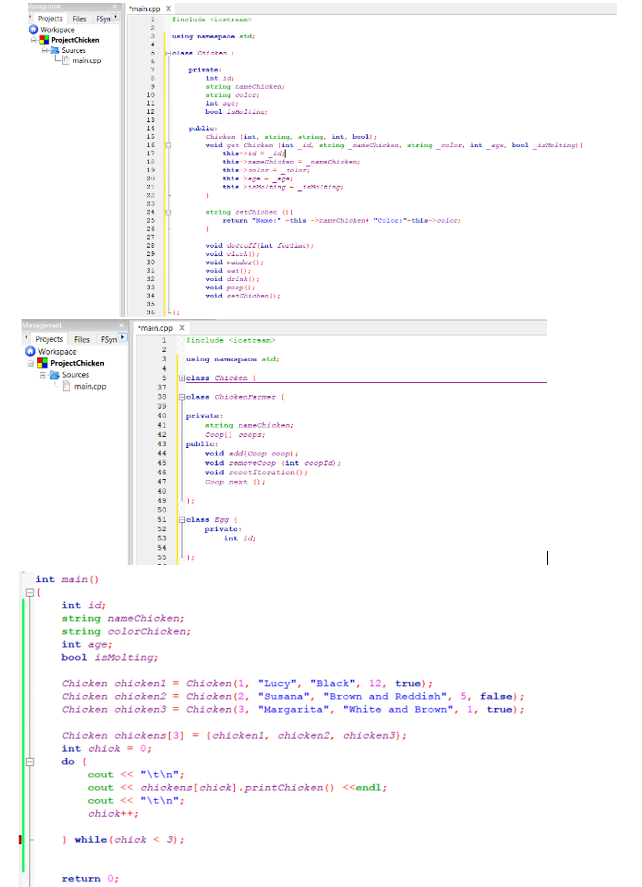 Management
*main.cpp X
Projects Files FSyn
Workspace
ProjectChicken
Sources
main.cpp
1 #include <iostream>
2
3 using namespace std;
4
5 class Chicken {
6
7 private:
8 int id;
9 string nameChicken;
10 string color;
11 int age;
12 bool isMolting;
13
14 public:
15 Chicken (int, string, string, int, bool);
16 void get Chicken (int _id, string _nameChicken, string _color, int _age, bool _isMolting){
17 this->id = _id;
18 this->nameChicken = _nameChicken;
19 this->color = _color;
20 this->age = _age;
21 this->isMolting = _isMolting;
22 }
23
24 string setChicken (){
25 return "Name:" +this ->nameChicken+ "Color:"+this->color;
26 }
27
28 void doStuff(int forTime);
29 void cluck();
30 void wander();
31 void eat();
32 void drink();
33 void poop();
34 void setChicken();
35
36 };
Management
*main.cpp X
Projects Files FSyn
Workspace
ProjectChicken
Sources
main.cpp
1 #include <iostream>
2
3 using namespace std;
4
5 class Chicken {
37
38 class ChickenFarmer {
39
40 private:
41 string nameChicken;
42 Coop[] coops;
43 public:
44 void add(Coop coop);
45 void removeCoop (int coopId);
46 void resetIteration();
47 Coop next ();
48
49 };
50
51 class Egg {
52 private:
53 int id;
54
55 };
int main()
{
int id;
string nameChicken;
string colorChicken;
int age;
bool isMolting;
Chicken chicken1 = Chicken(1, "Lucy", "Black", 12, true);
Chicken chicken2 = Chicken(2, "Susana", "Brown and Reddish", 5, false);
Chicken chicken3 = Chicken(3, "Margarita", "White and Brown", 1, true);
Chicken chickens[3] = {chicken1, chicken2, chicken3};
int chick = 0;
do {
cout << "\t\n";
cout << chickens[chick].printChicken() <<endl;
cout << "\t\n";
chick++;
} while(chick < 3);
return 0;